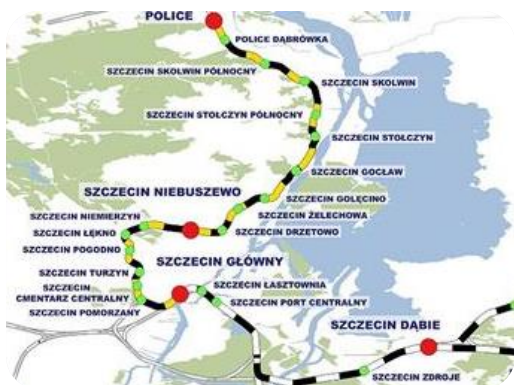 POLICE
POLICE DĄBRÓWKA
SZCZECIN SKOLWIN PÓŁNOCNY
SZCZECIN SKOLWIN
SZCZECIN STOŁCZYN PÓŁNOCNY
SZCZECIN STOŁCZYN
SZCZECIN GOCŁAW
SZCZECIN NIEBUSZEWO
SZCZECIN GOLĘCINO
SZCZECIN NIEMIERZYN
SZCZECIN ŻELECHOWA
SZCZECIN ŁĘKNO
SZCZECIN DRZETOWO
SZCZECIN POGODNO
SZCZECIN GŁÓWNY
SZCZECIN TURZYN
SZCZECIN
CMENTARZ CENTRALNY
SZCZECIN ŁASZTOWNIA
SZCZECIN PORT CENTRALNY
SZCZECIN POMORZANY
SZCZECIN DĄBIE
SZCZECIN ZDROJE